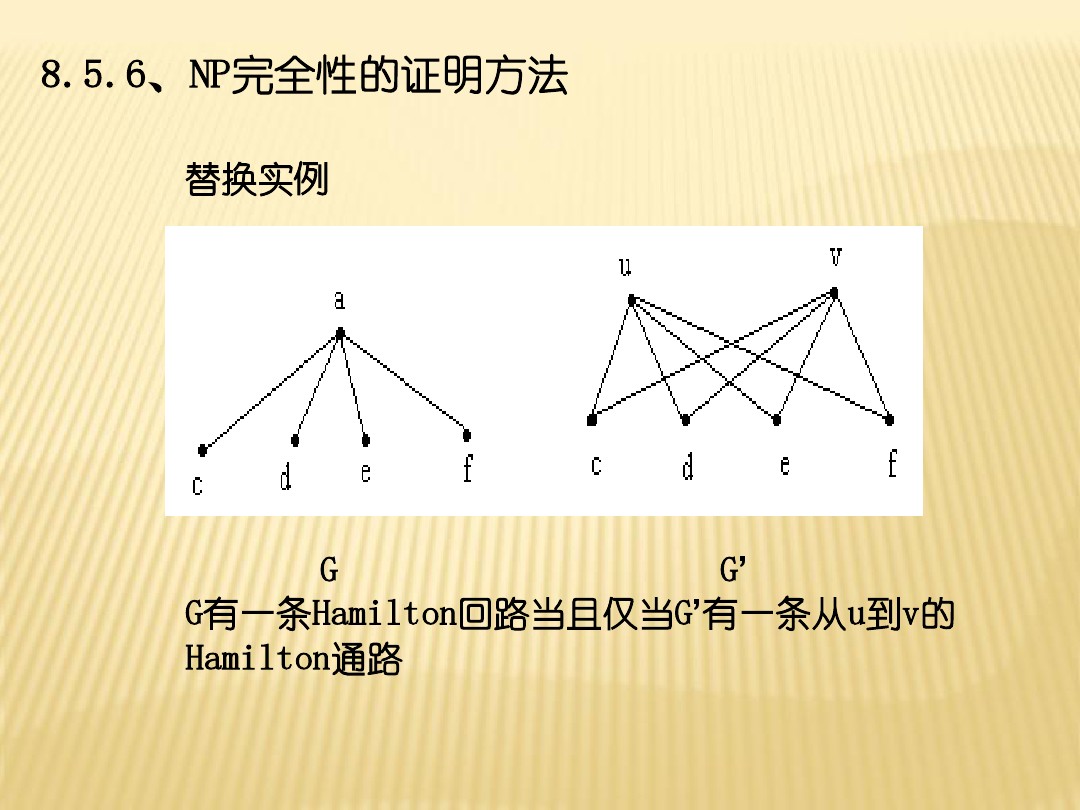 8.5.6、NP完全性的证明方法
替换实例
a
c
d
e
f
u
v
c
d
e
f
G
G’
G有一条Hamilton回路当且仅当G’有一条从u到v的
Hamilton通路